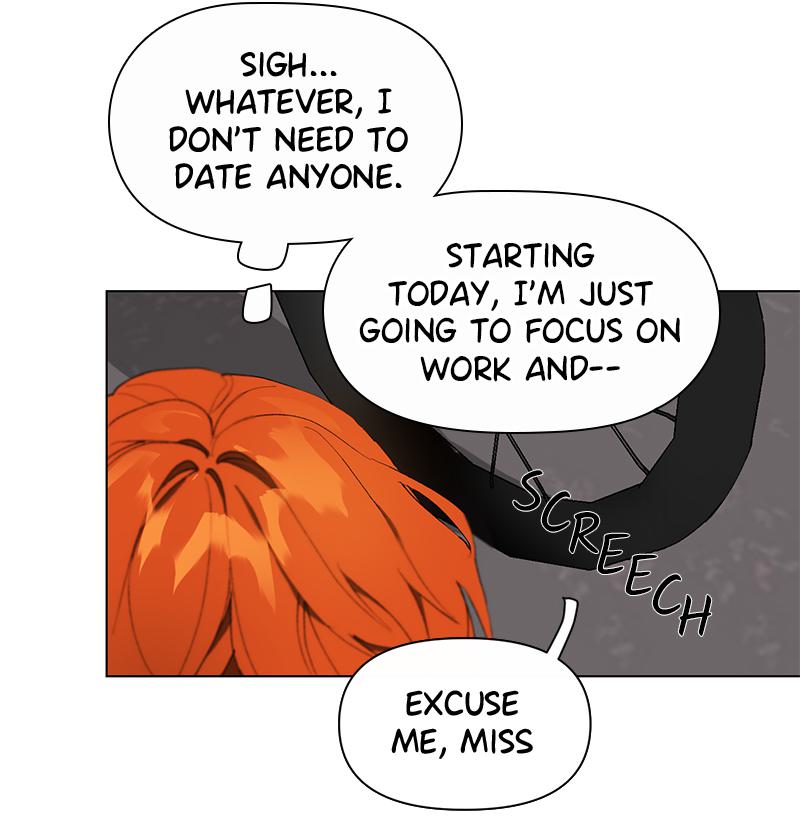 SIGH...
WHATEVER, I
DON'T NEED TO
DATE ANYONE.
STARTING
TODAY, I'M JUST
GOING TO FOCUS ON
WORK AND--
SCREECH
EXCUSE
ME, MISS